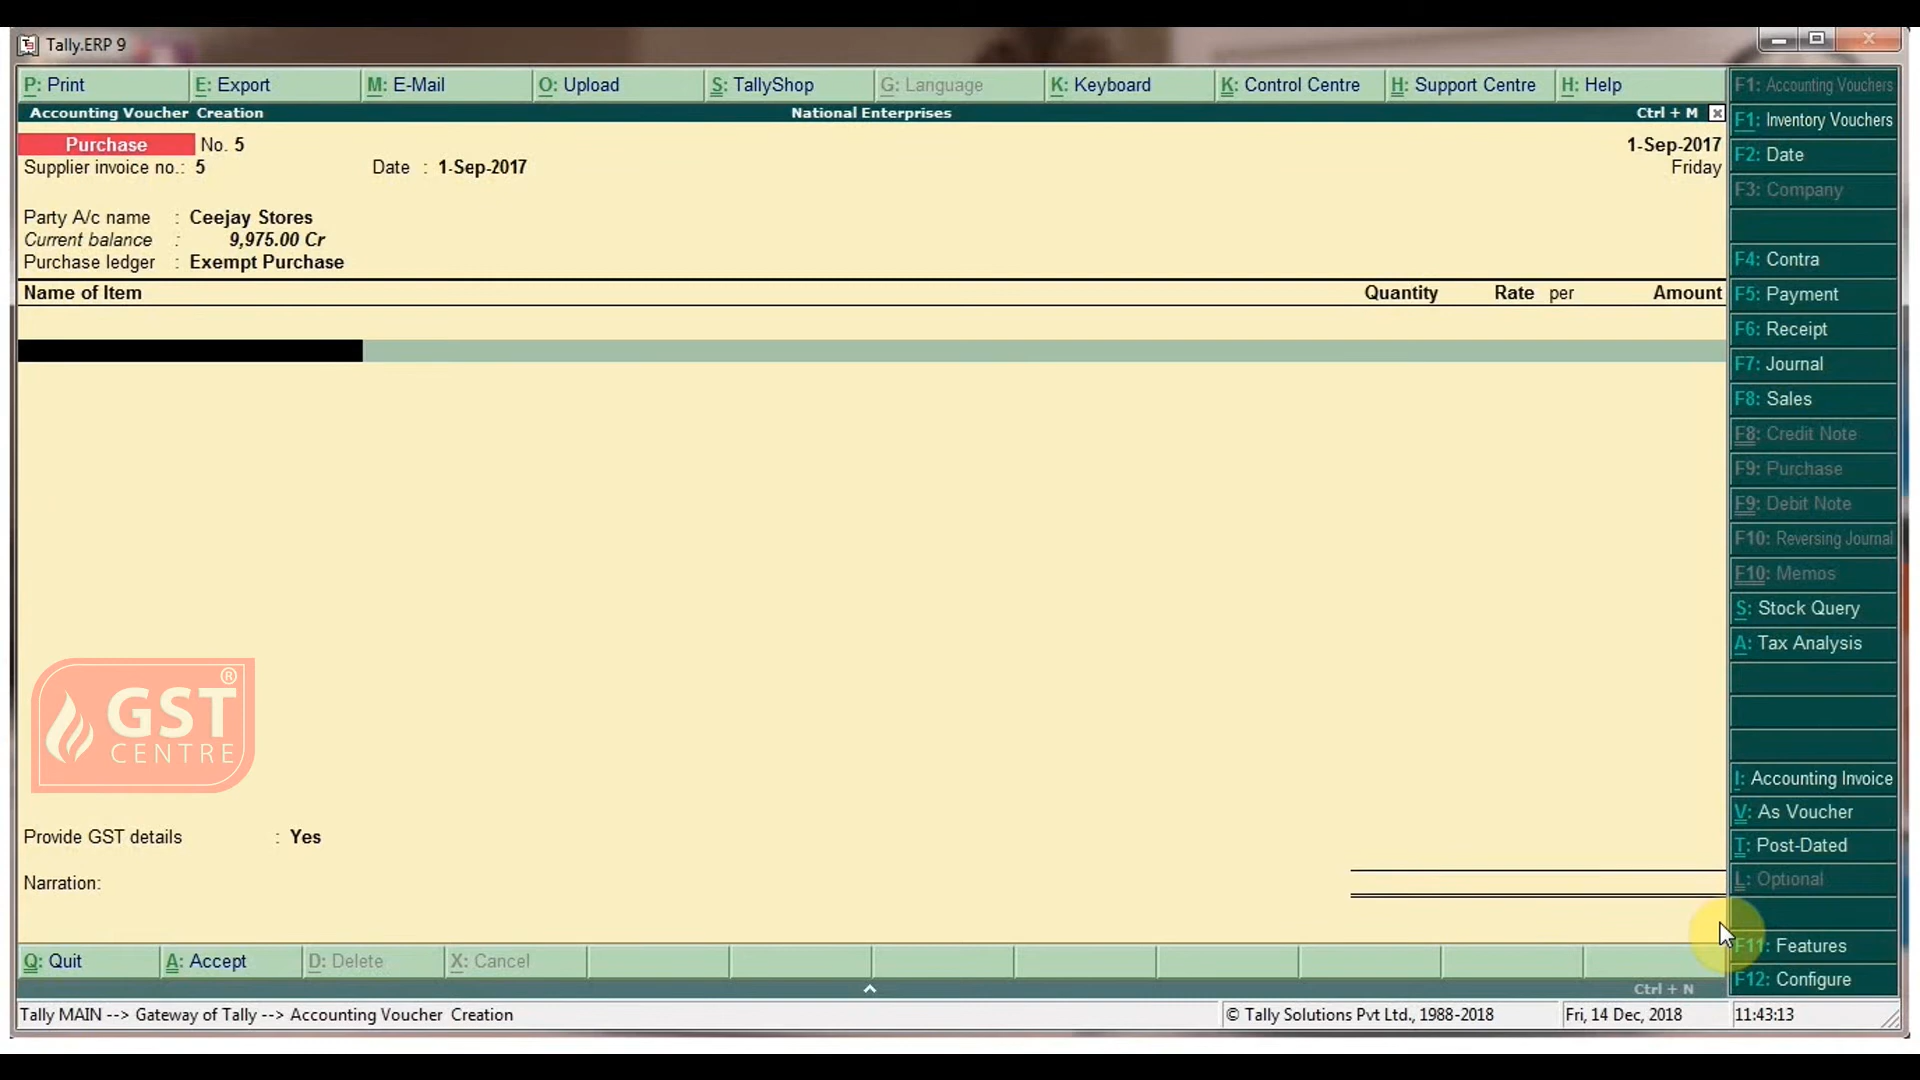 Tally.ERP 9
P: Print E: Export M: E-Mail O: Upload S: TallyShop G: Language K: Keyboard K: Control Centre H: Support Centre H: Help
Accounting Voucher Creation National Enterprises Ctrl + M
Purchase No. 5 1-Sep-2017
Supplier invoice no.: 5 Date : 1-Sep-2017 Friday
Party A/c name : Ceejay Stores
Current balance : 9,975.00 Cr
Purchase ledger : Exempt Purchase
Name of Item Quantity Rate per Amount
GST®
CENTRE
Provide GST details : Yes
Narration:
Q: Quit A: Accept D: Delete X: Cancel
Ctrl + N
F1: Accounting Vouchers
F1: Inventory Vouchers
F2: Date
F3: Company
F4: Contra
F5: Payment
F6: Receipt
F7: Journal
F8: Sales
F8: Credit Note
F9: Purchase
F9: Debit Note
F10: Reversing Journal
F10: Memos
S: Stock Query
A: Tax Analysis
I: Accounting Invoice
V: As Voucher
T: Post-Dated
L: Optional
F11: Features
F12: Configure
Tally MAIN --> Gateway of Tally --> Accounting Voucher Creation © Tally Solutions Pvt Ltd., 1988-2018 Fri, 14 Dec, 2018 11:43:13